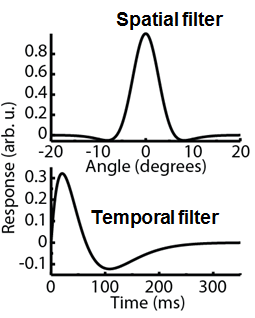 Spatial filter
0.8
0.6
0.4
0.2
0
-20 -10 0 10 20
Angle (degrees)
Response (arb. u.)
Temporal filter
0.3
0.2
0.1
0
-0.1
0 100 200 300
Time (ms)